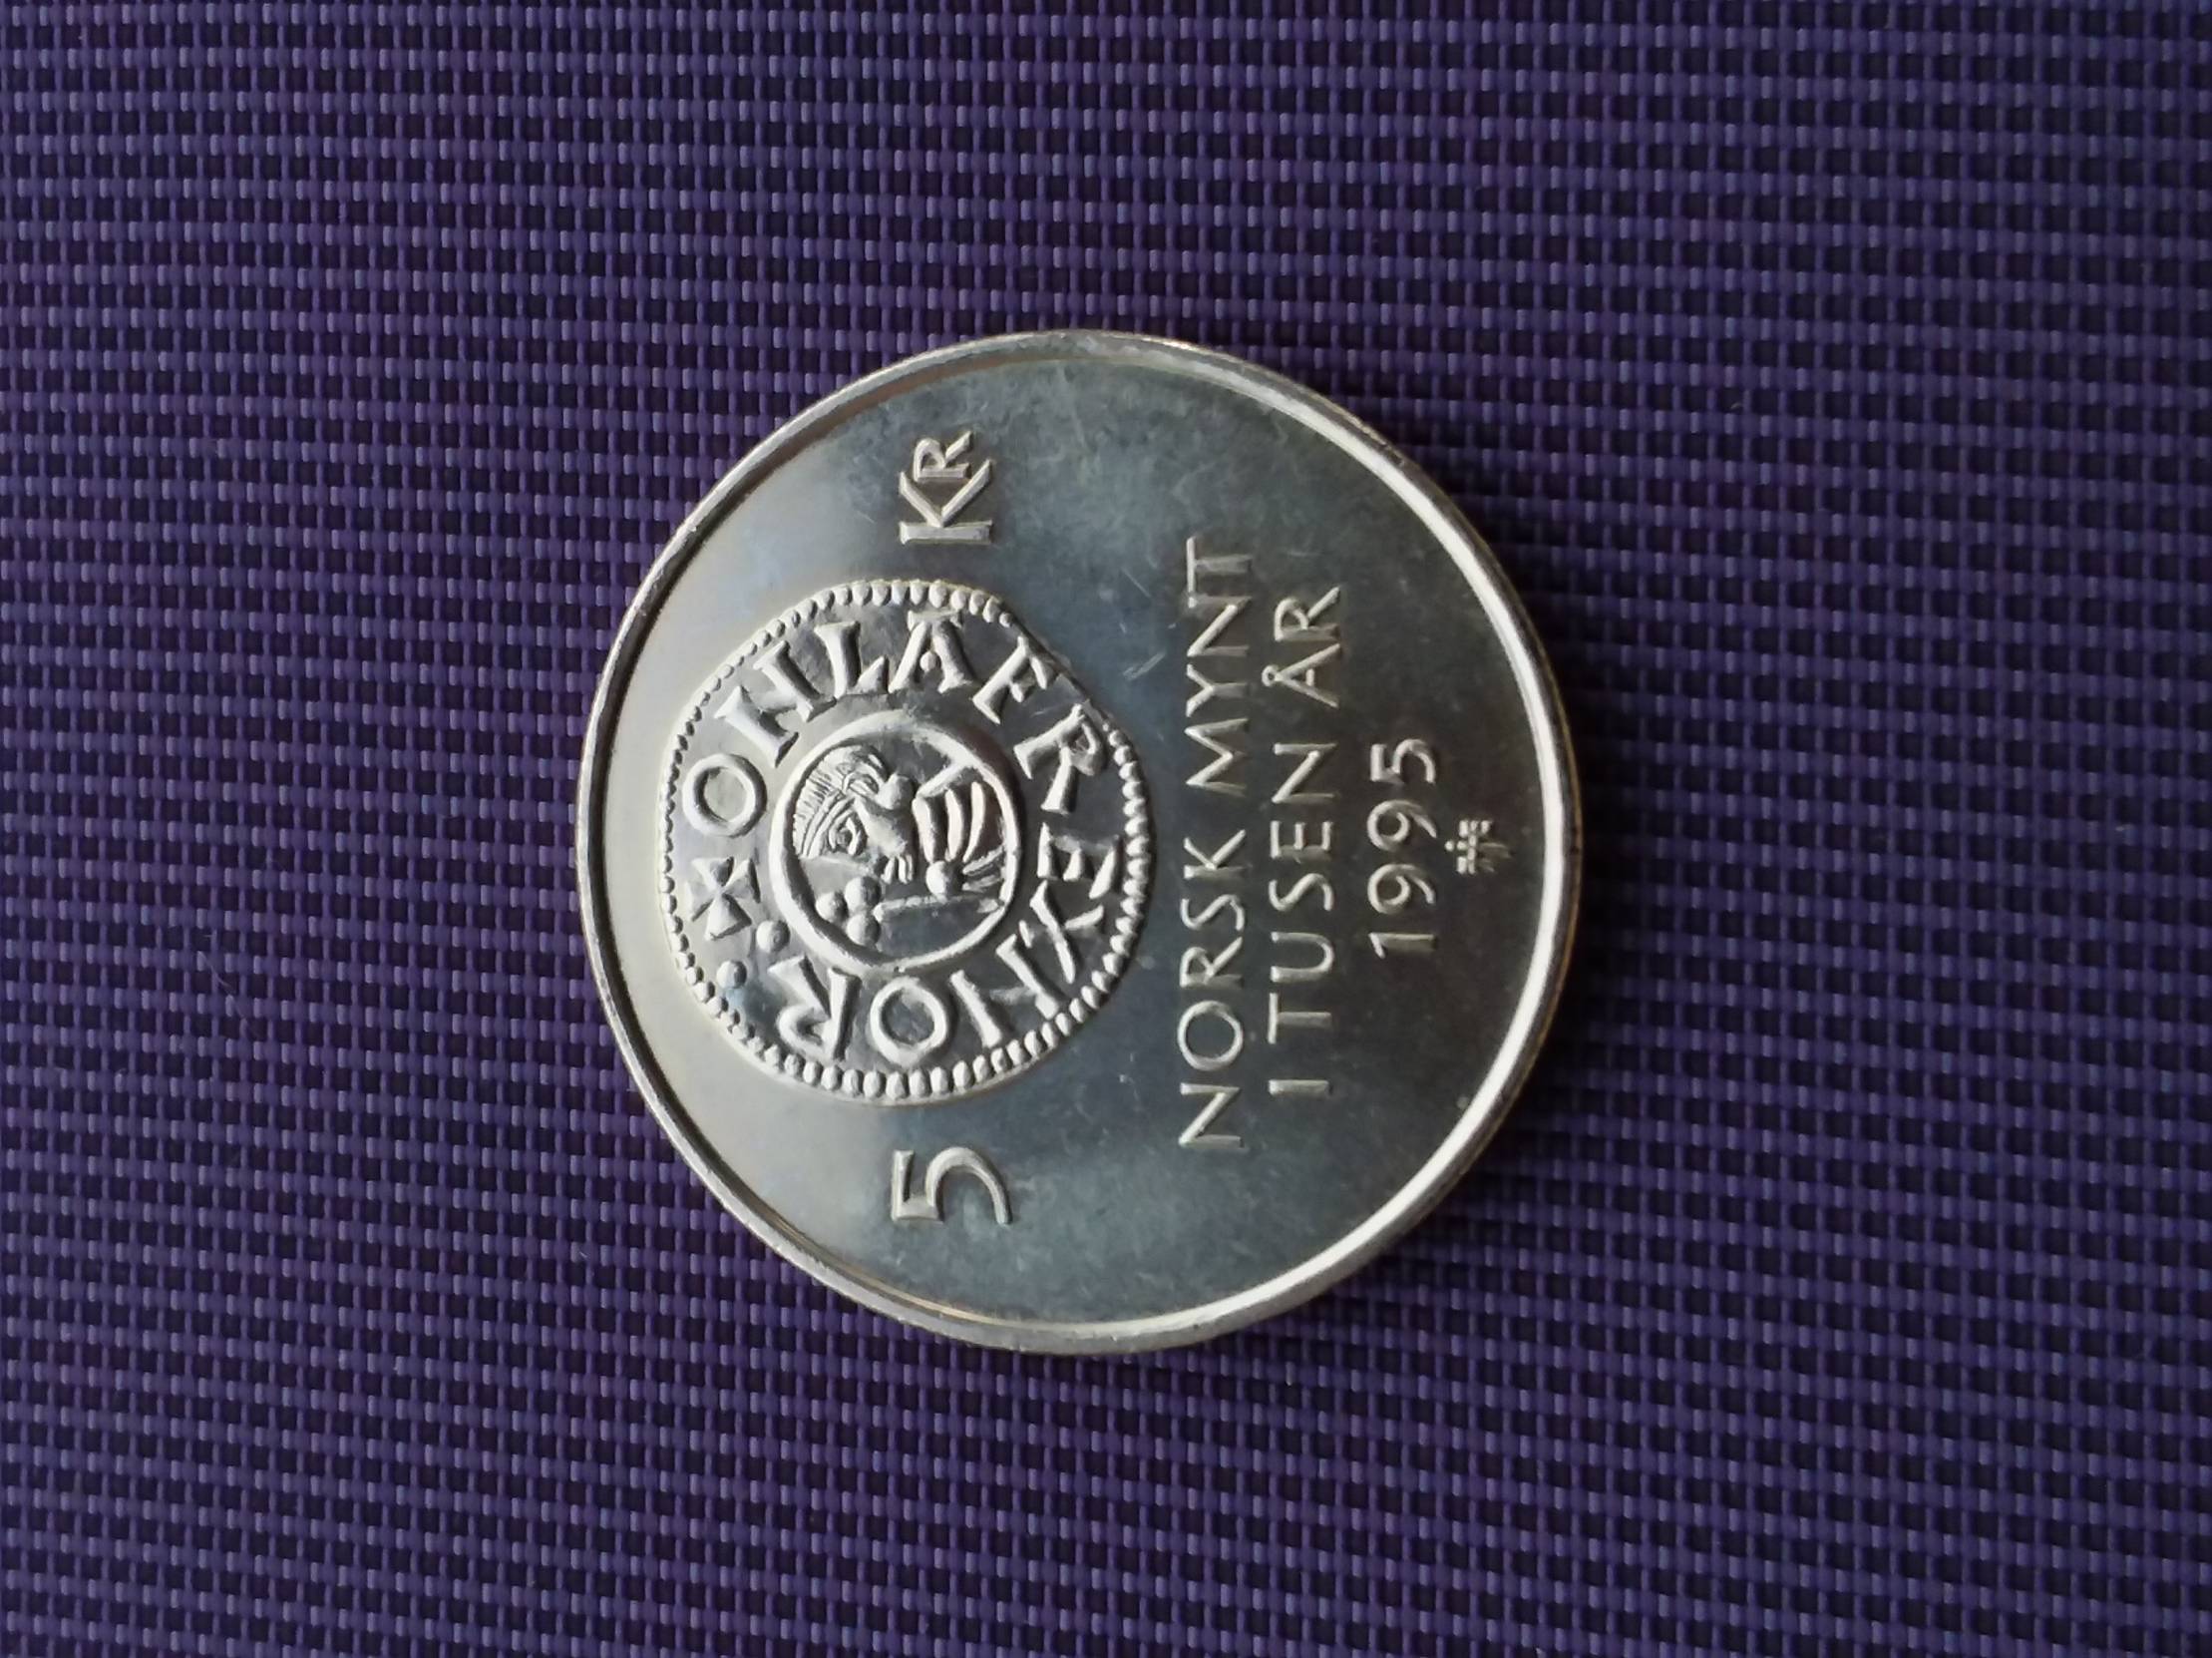 5 KR
ONLAFREXNOR
NORSK MYNT
I TUSEN ÅR
1995